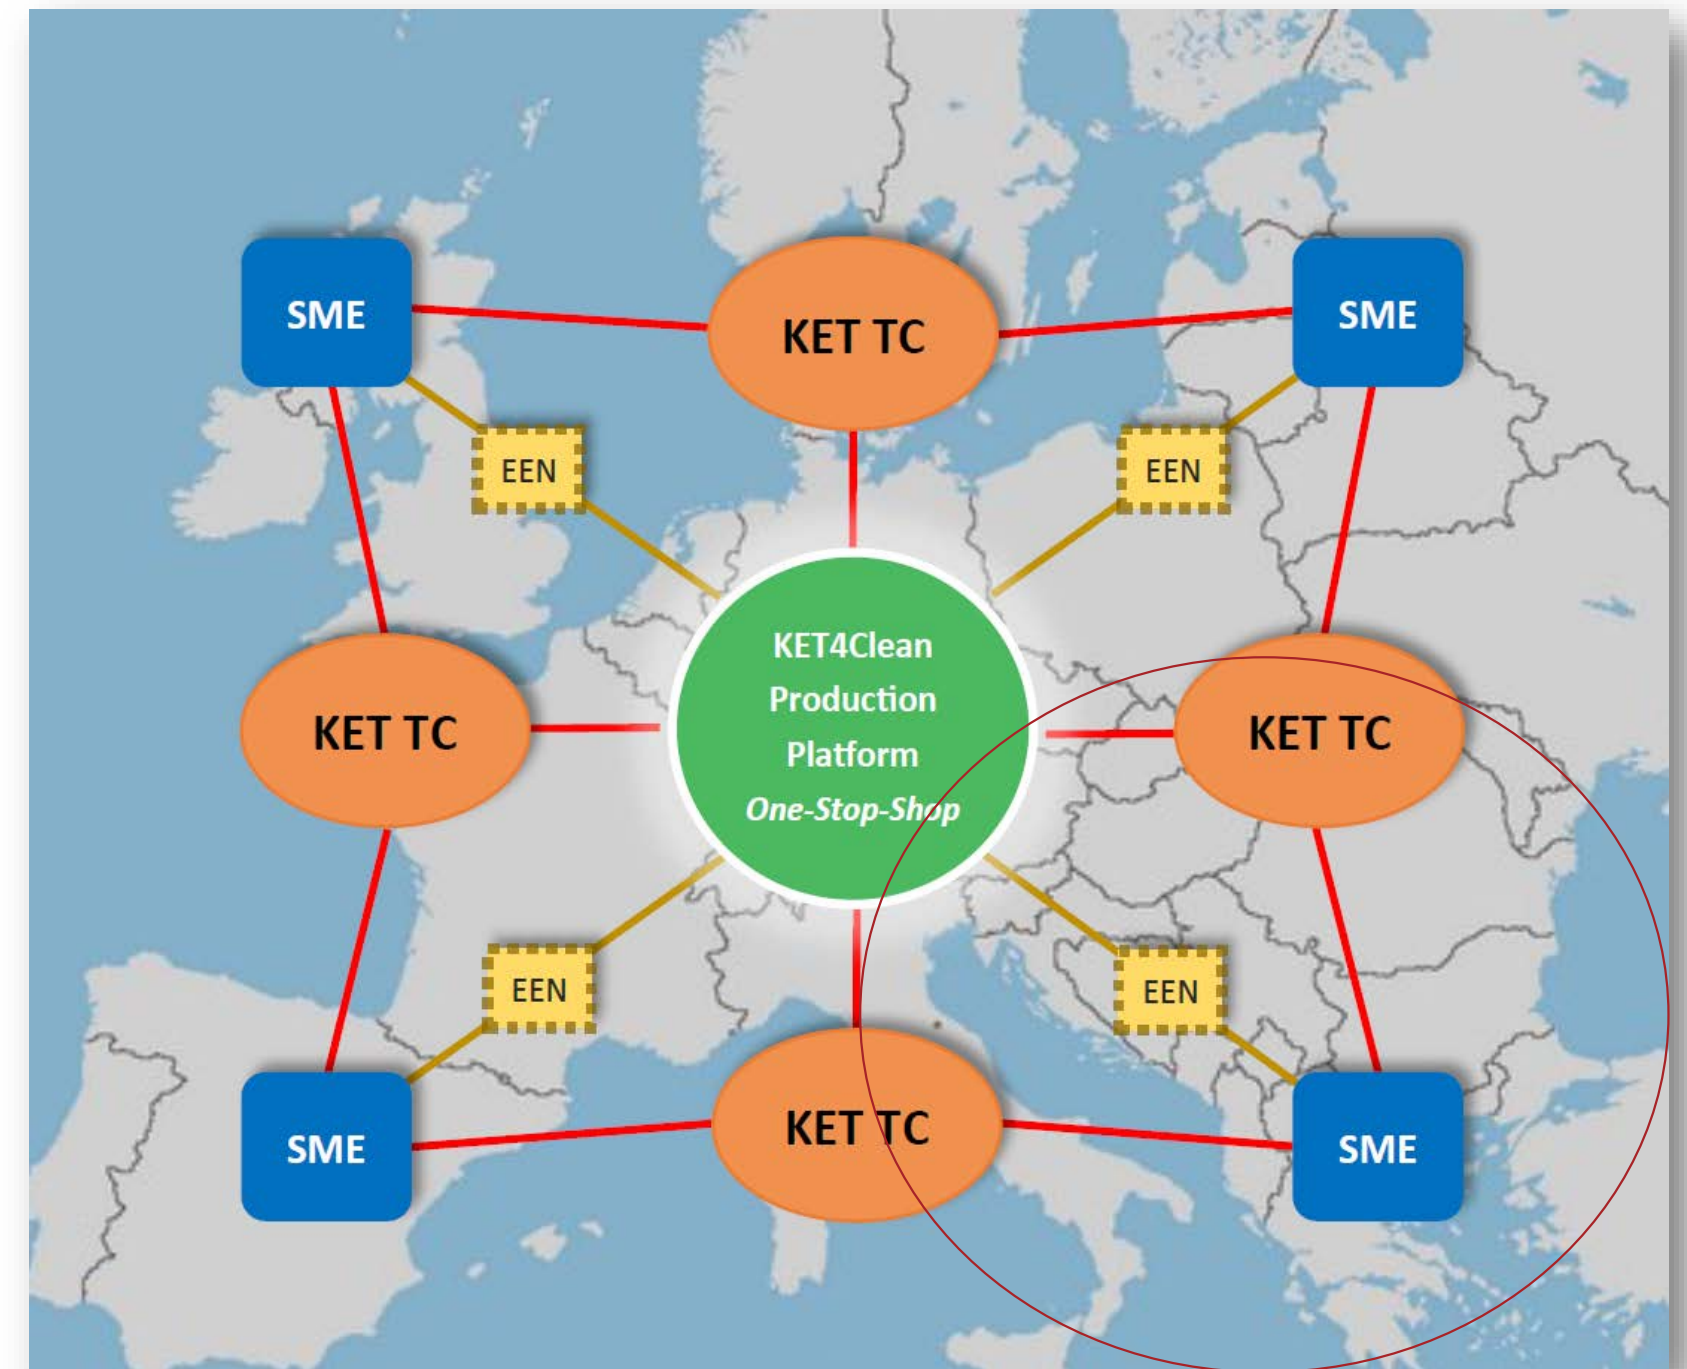 SME
KET TC
SME
EEN
EEN
KET TC
KET4Clean
Production
Platform
One-Stop-Shop
KET TC
EEN
EEN
SME
KET TC
SME